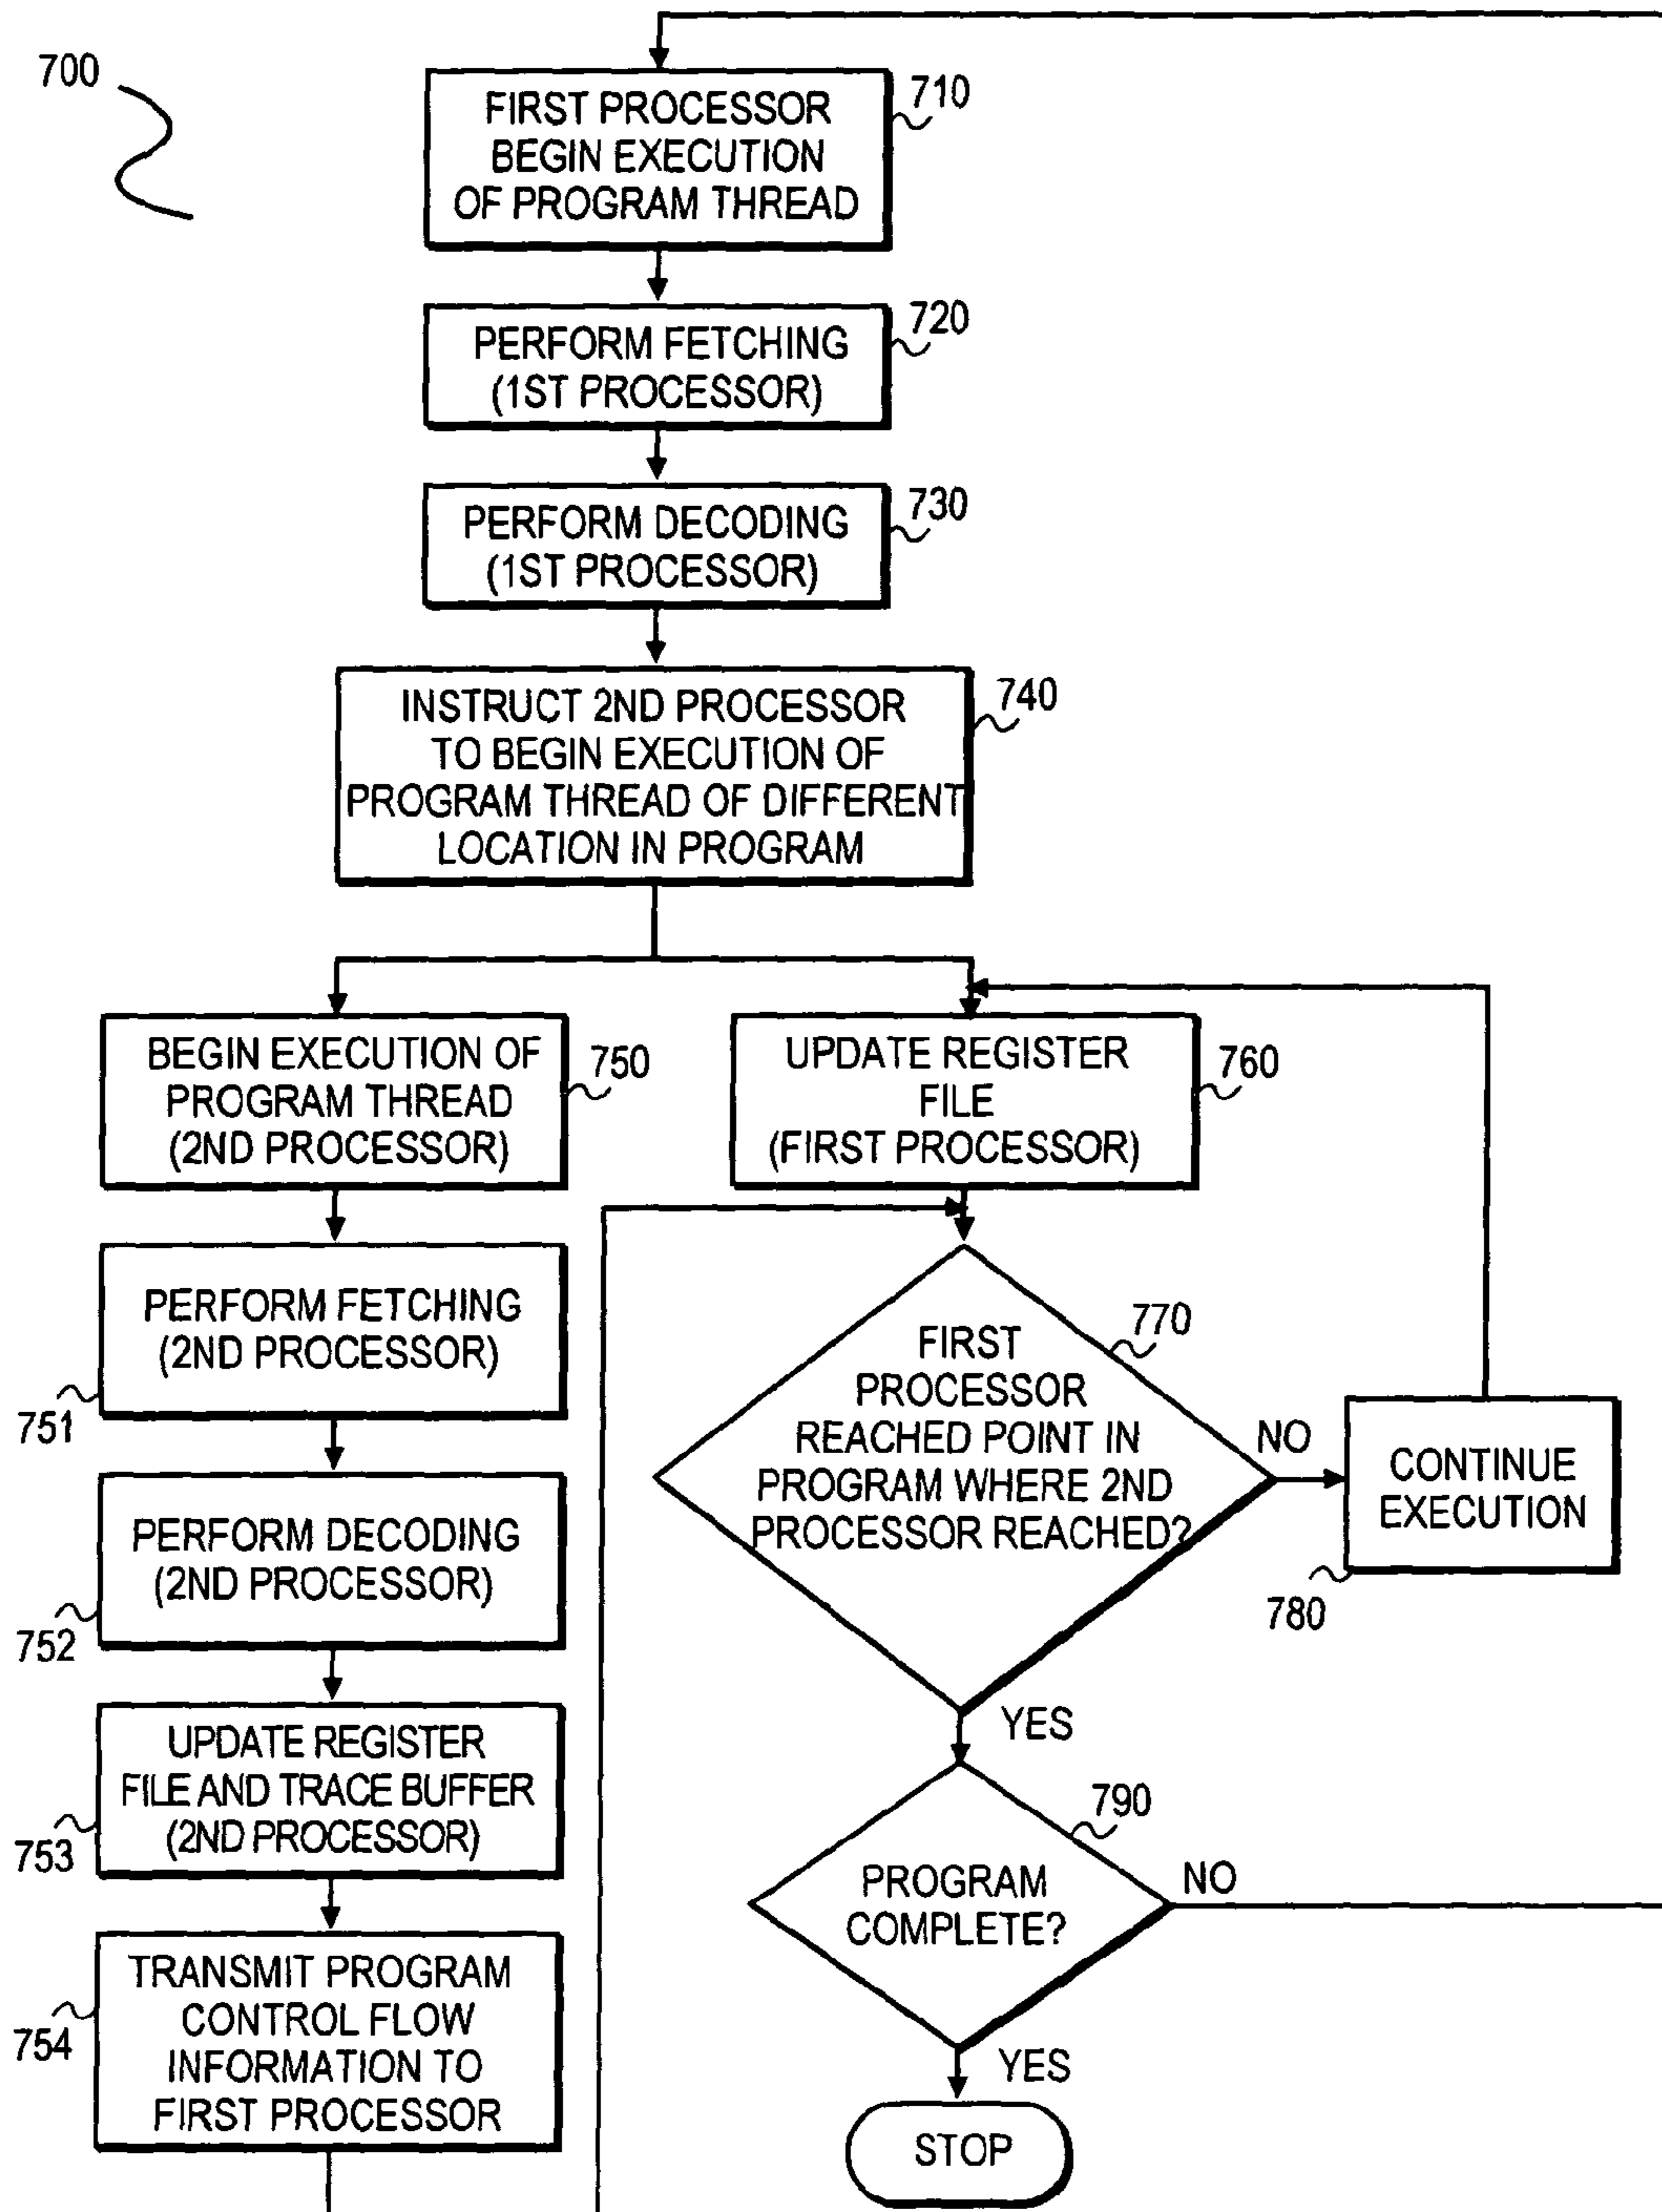 700
FIRST PROCESSOR
BEGIN EXECUTION
OF PROGRAM THREAD
710
PERFORM FETCHING
(1ST PROCESSOR)
720
PERFORM DECODING
(1ST PROCESSOR)
730
INSTRUCT 2ND PROCESSOR
TO BEGIN EXECUTION OF
PROGRAM THREAD OF DIFFERENT
LOCATION IN PROGRAM
740
BEGIN EXECUTION OF
PROGRAM THREAD
(2ND PROCESSOR)
750
PERFORM FETCHING
(2ND PROCESSOR)
751
PERFORM DECODING
(2ND PROCESSOR)
752
UPDATE REGISTER
FILE AND TRACE BUFFER
(2ND PROCESSOR)
753
TRANSMIT PROGRAM
CONTROL FLOW
INFORMATION TO
FIRST PROCESSOR
754
UPDATE REGISTER
FILE
(FIRST PROCESSOR)
760
FIRST
PROCESSOR
REACHED POINT IN
PROGRAM WHERE 2ND
PROCESSOR REACHED?
770
NO
CONTINUE
EXECUTION
780
YES
PROGRAM
COMPLETE?
790
NO
YES
STOP